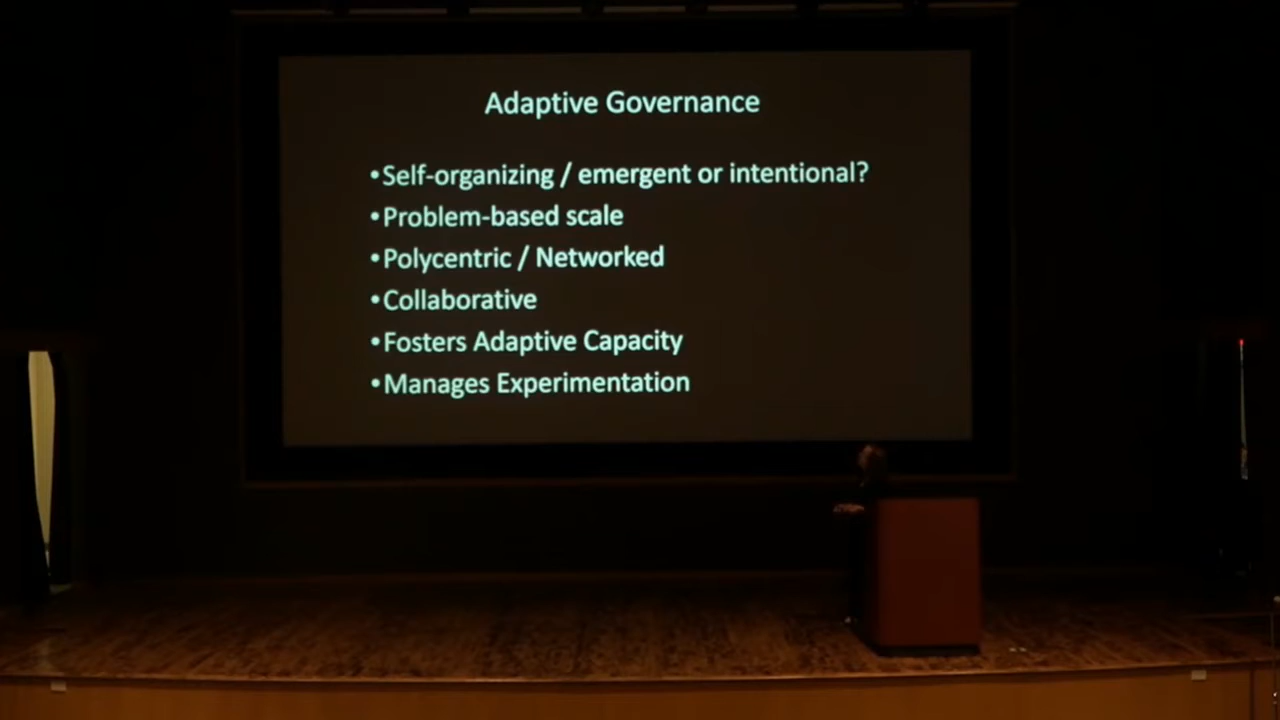 Adaptive Governance
•Self-organizing / emergent or intentional?
•Problem-based scale
•Polycentric / Networked
•Collaborative
•Fosters Adaptive Capacity
•Manages Experimentation